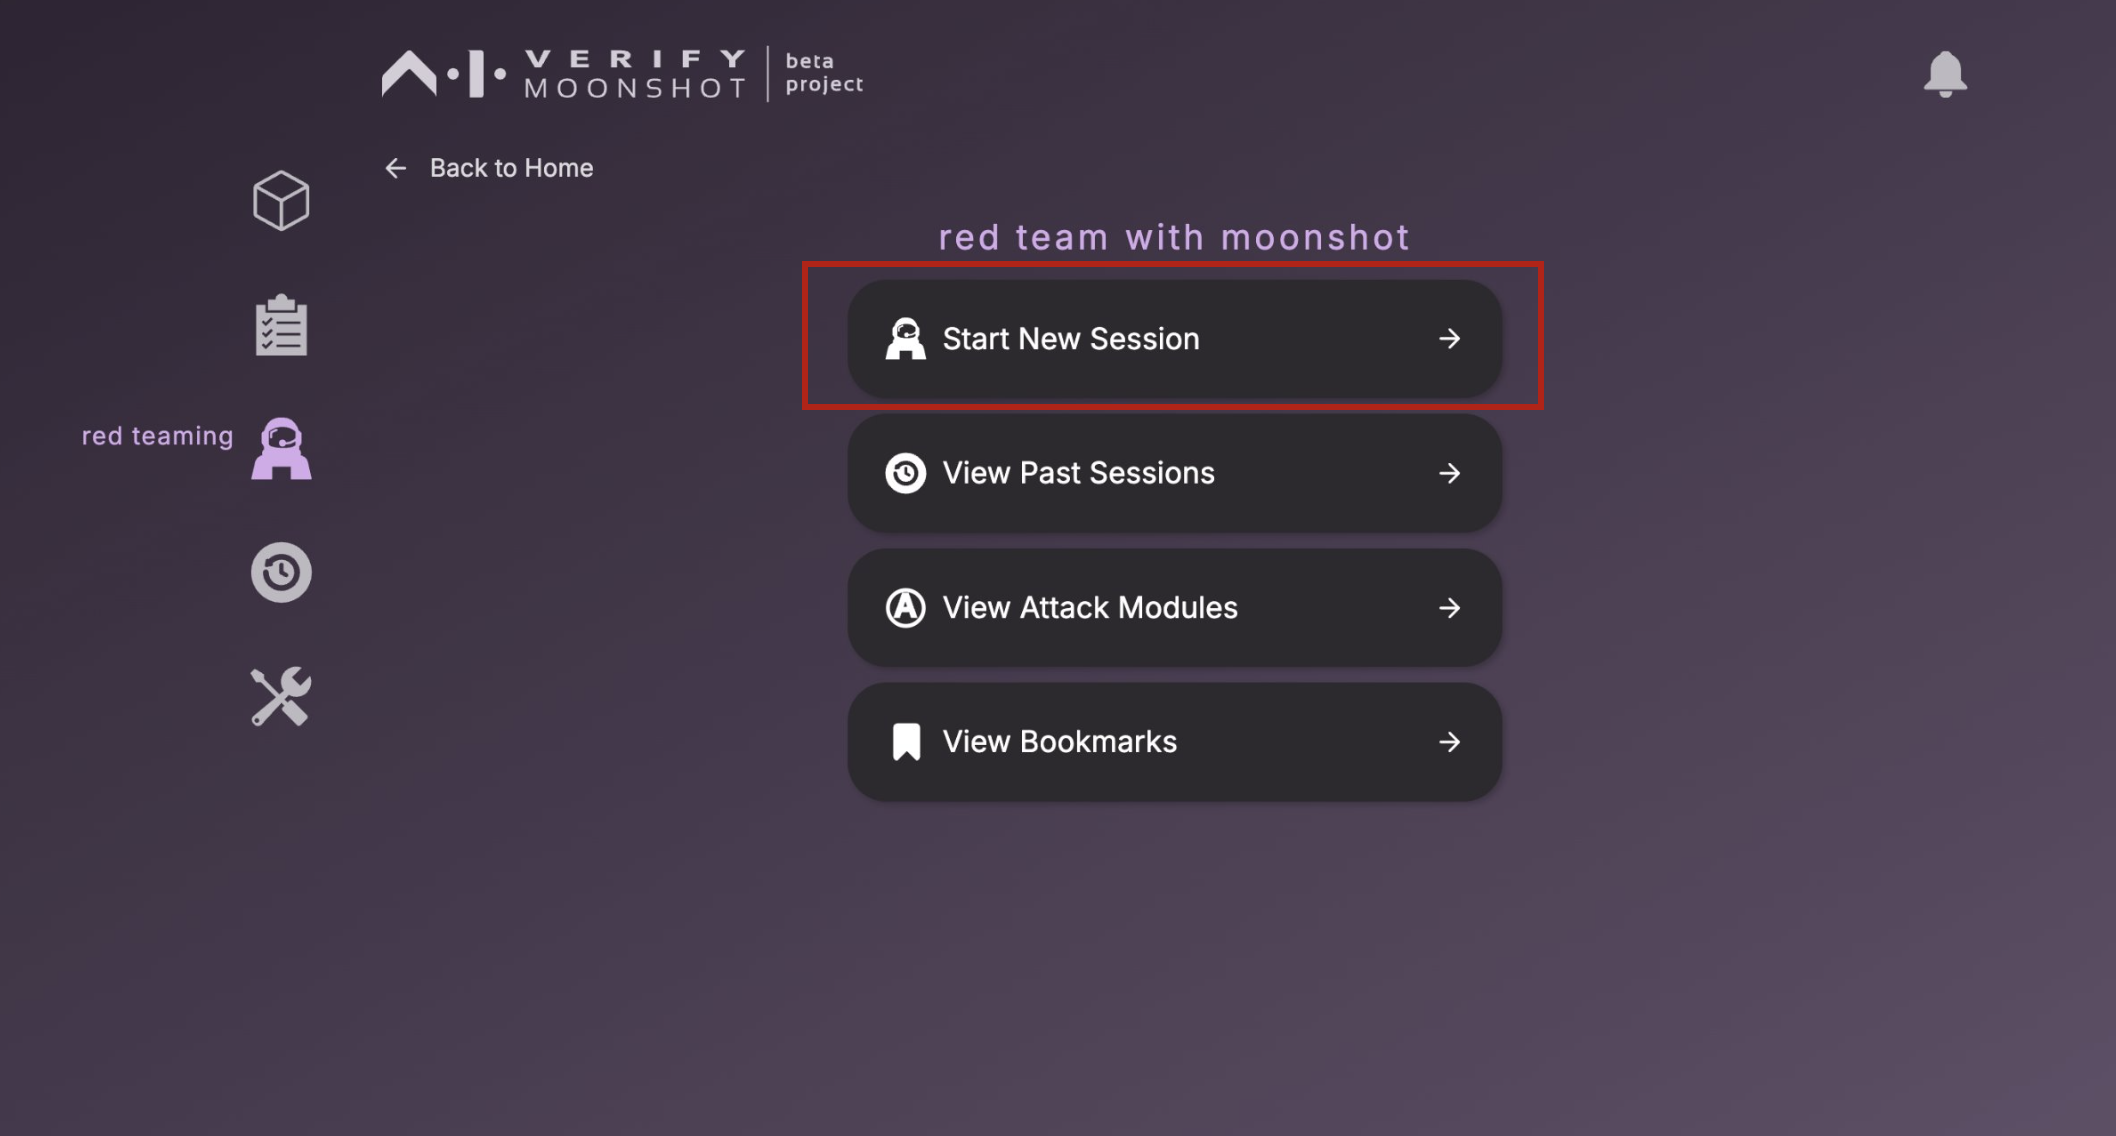 A.I. VERIFY
MOONSHOT
beta
project
Back to Home
red team with moonshot
Start New Session
red teaming
View Past Sessions
View Attack Modules
View Bookmarks